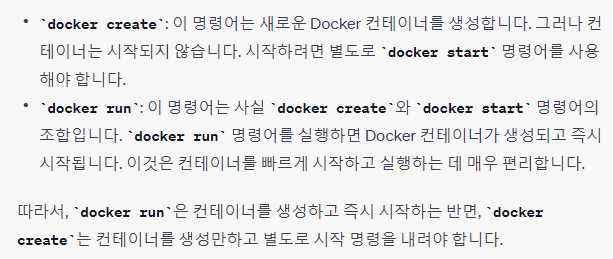 • `docker create`: 이 명령어는 새로운 Docker 컨테이너를 생성합니다. 그러나 컨
테이너는 시작되지 않습니다. 시작하려면 별도로 `docker start` 명령어를 사용
해야 합니다.
• `docker run`: 이 명령어는 사실 `docker create`와 `docker start` 명령어의
조합입니다. `docker run` 명령어를 실행하면 Docker 컨테이너가 생성되고 즉시
시작됩니다. 이것은 컨테이너를 빠르게 시작하고 실행하는 데 매우 편리합니다.
따라서, `docker run`은 컨테이너를 생성하고 즉시 시작하는 반면, `docker
create`는 컨테이너를 생성만하고 별도로 시작 명령을 내려야 합니다.